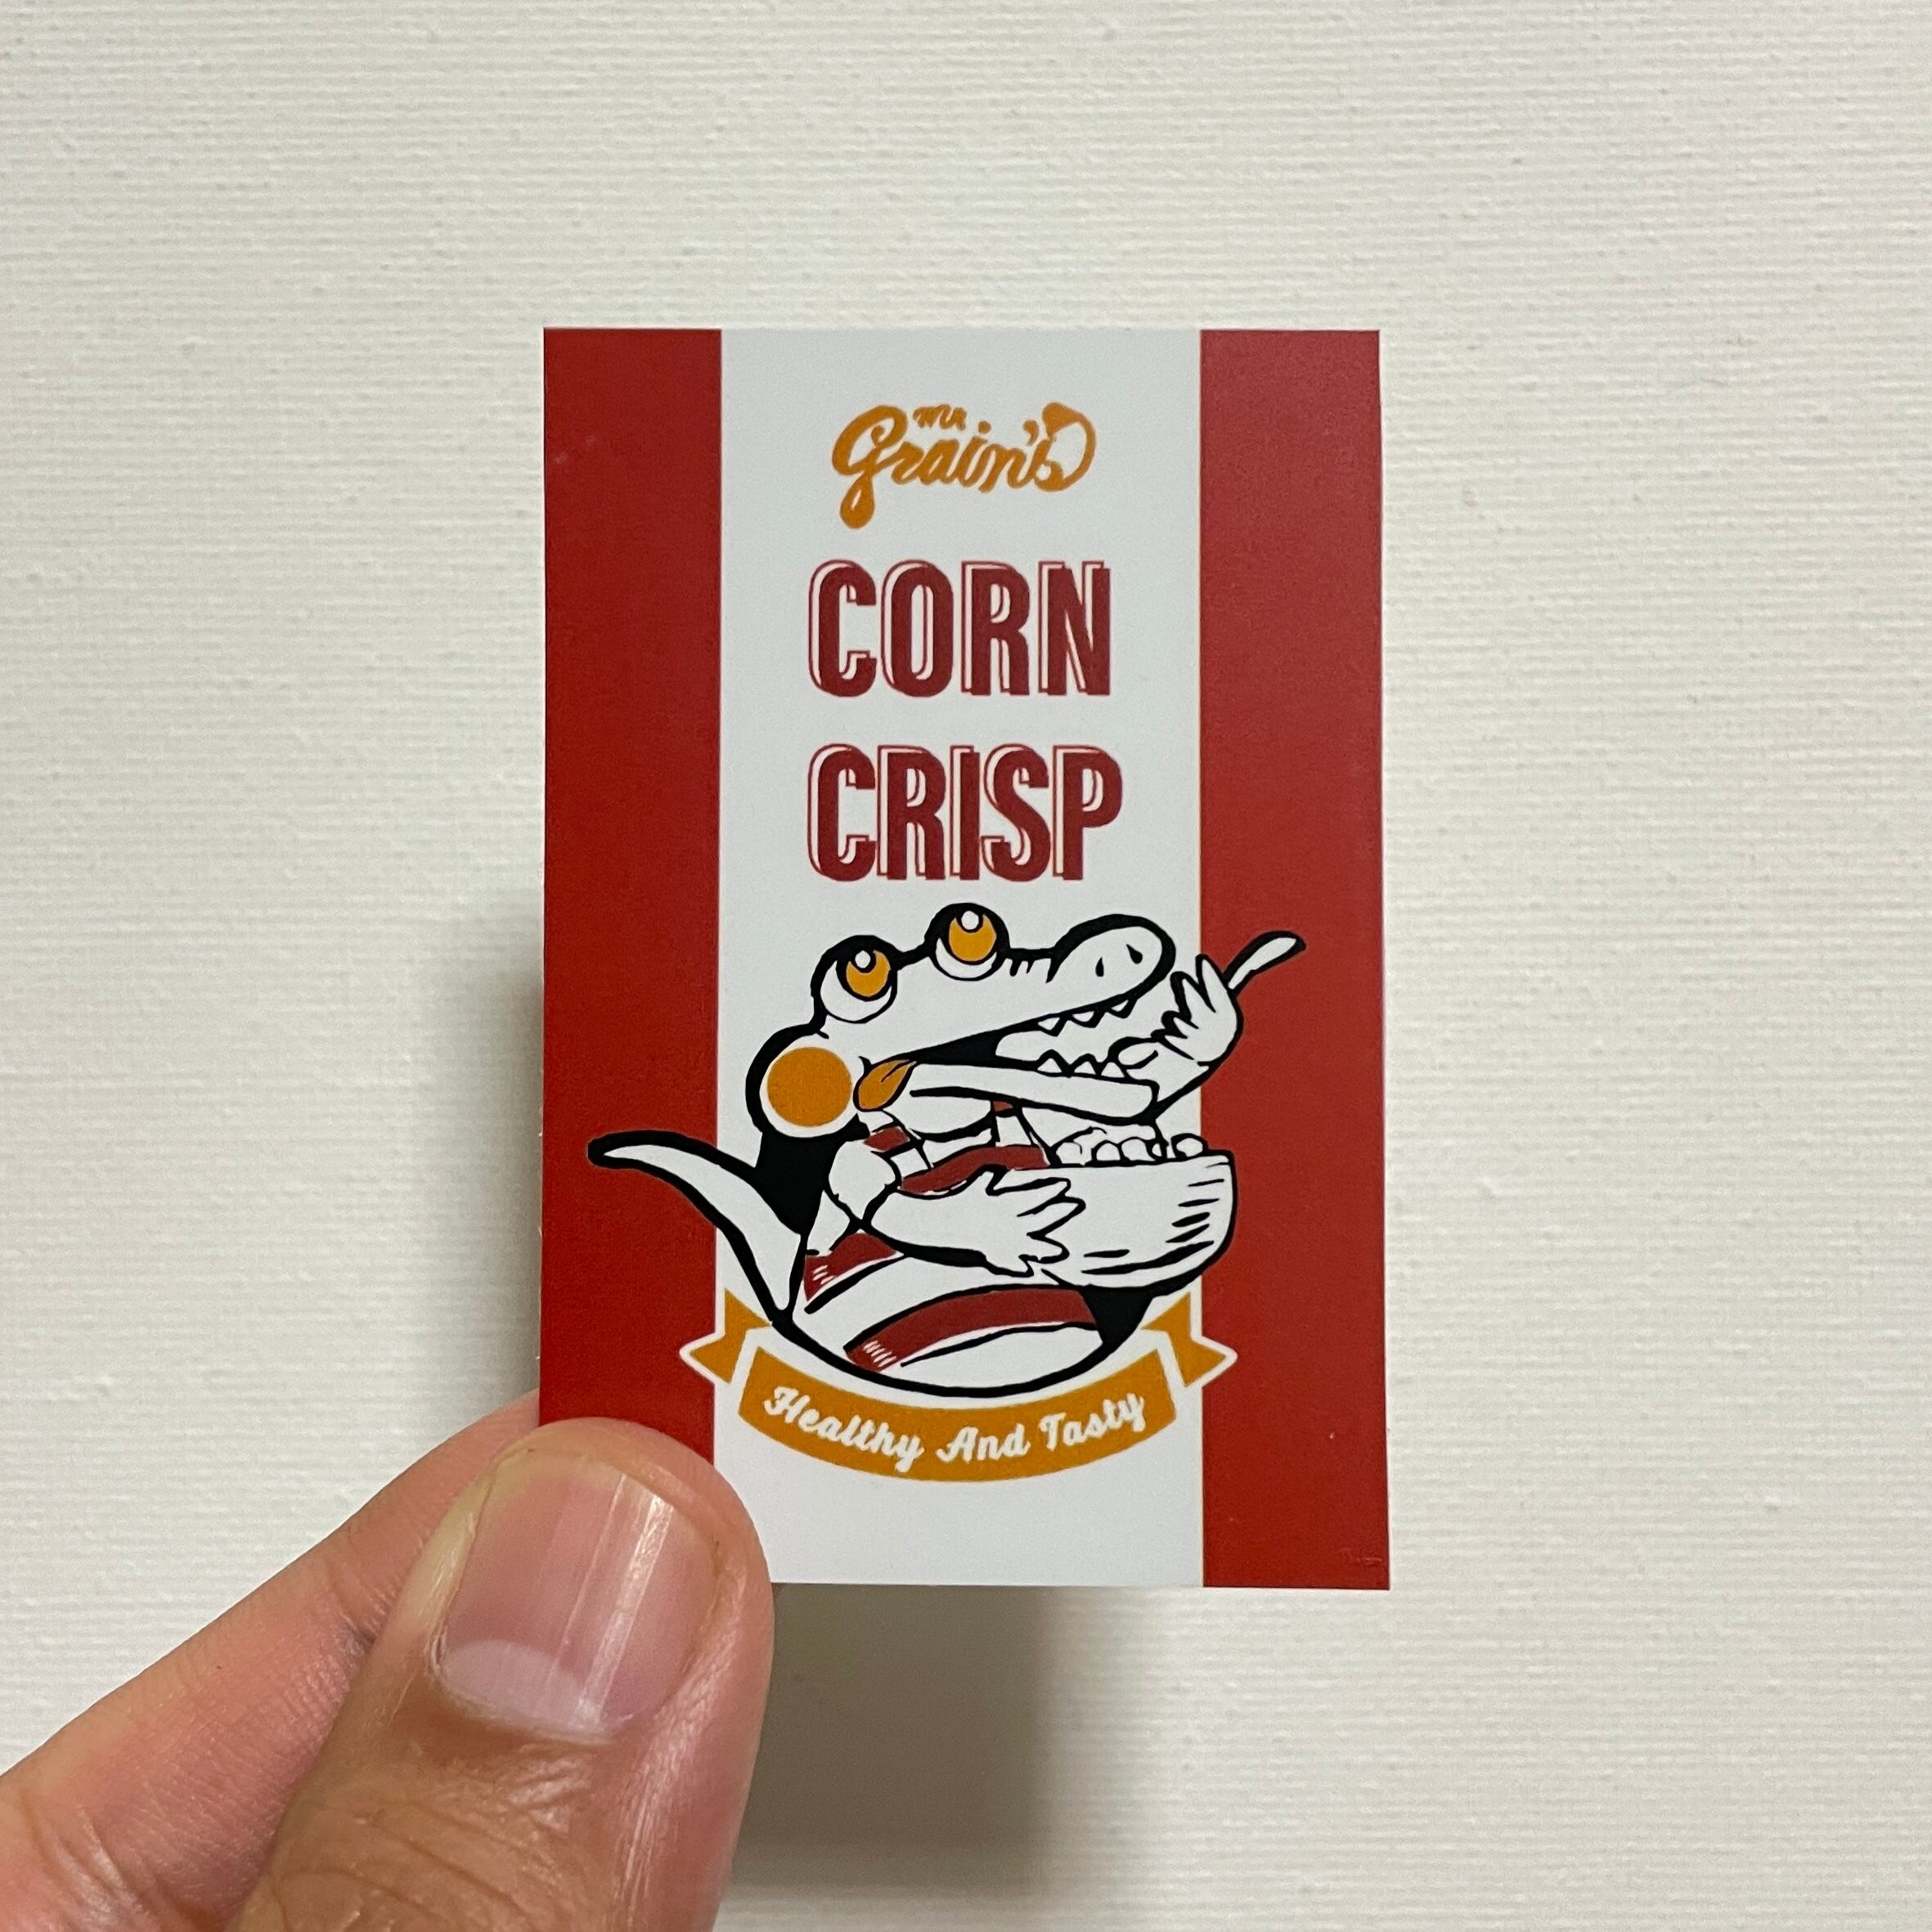 Mr
Grain's
CORN
CRISP
Healthy And Tasty